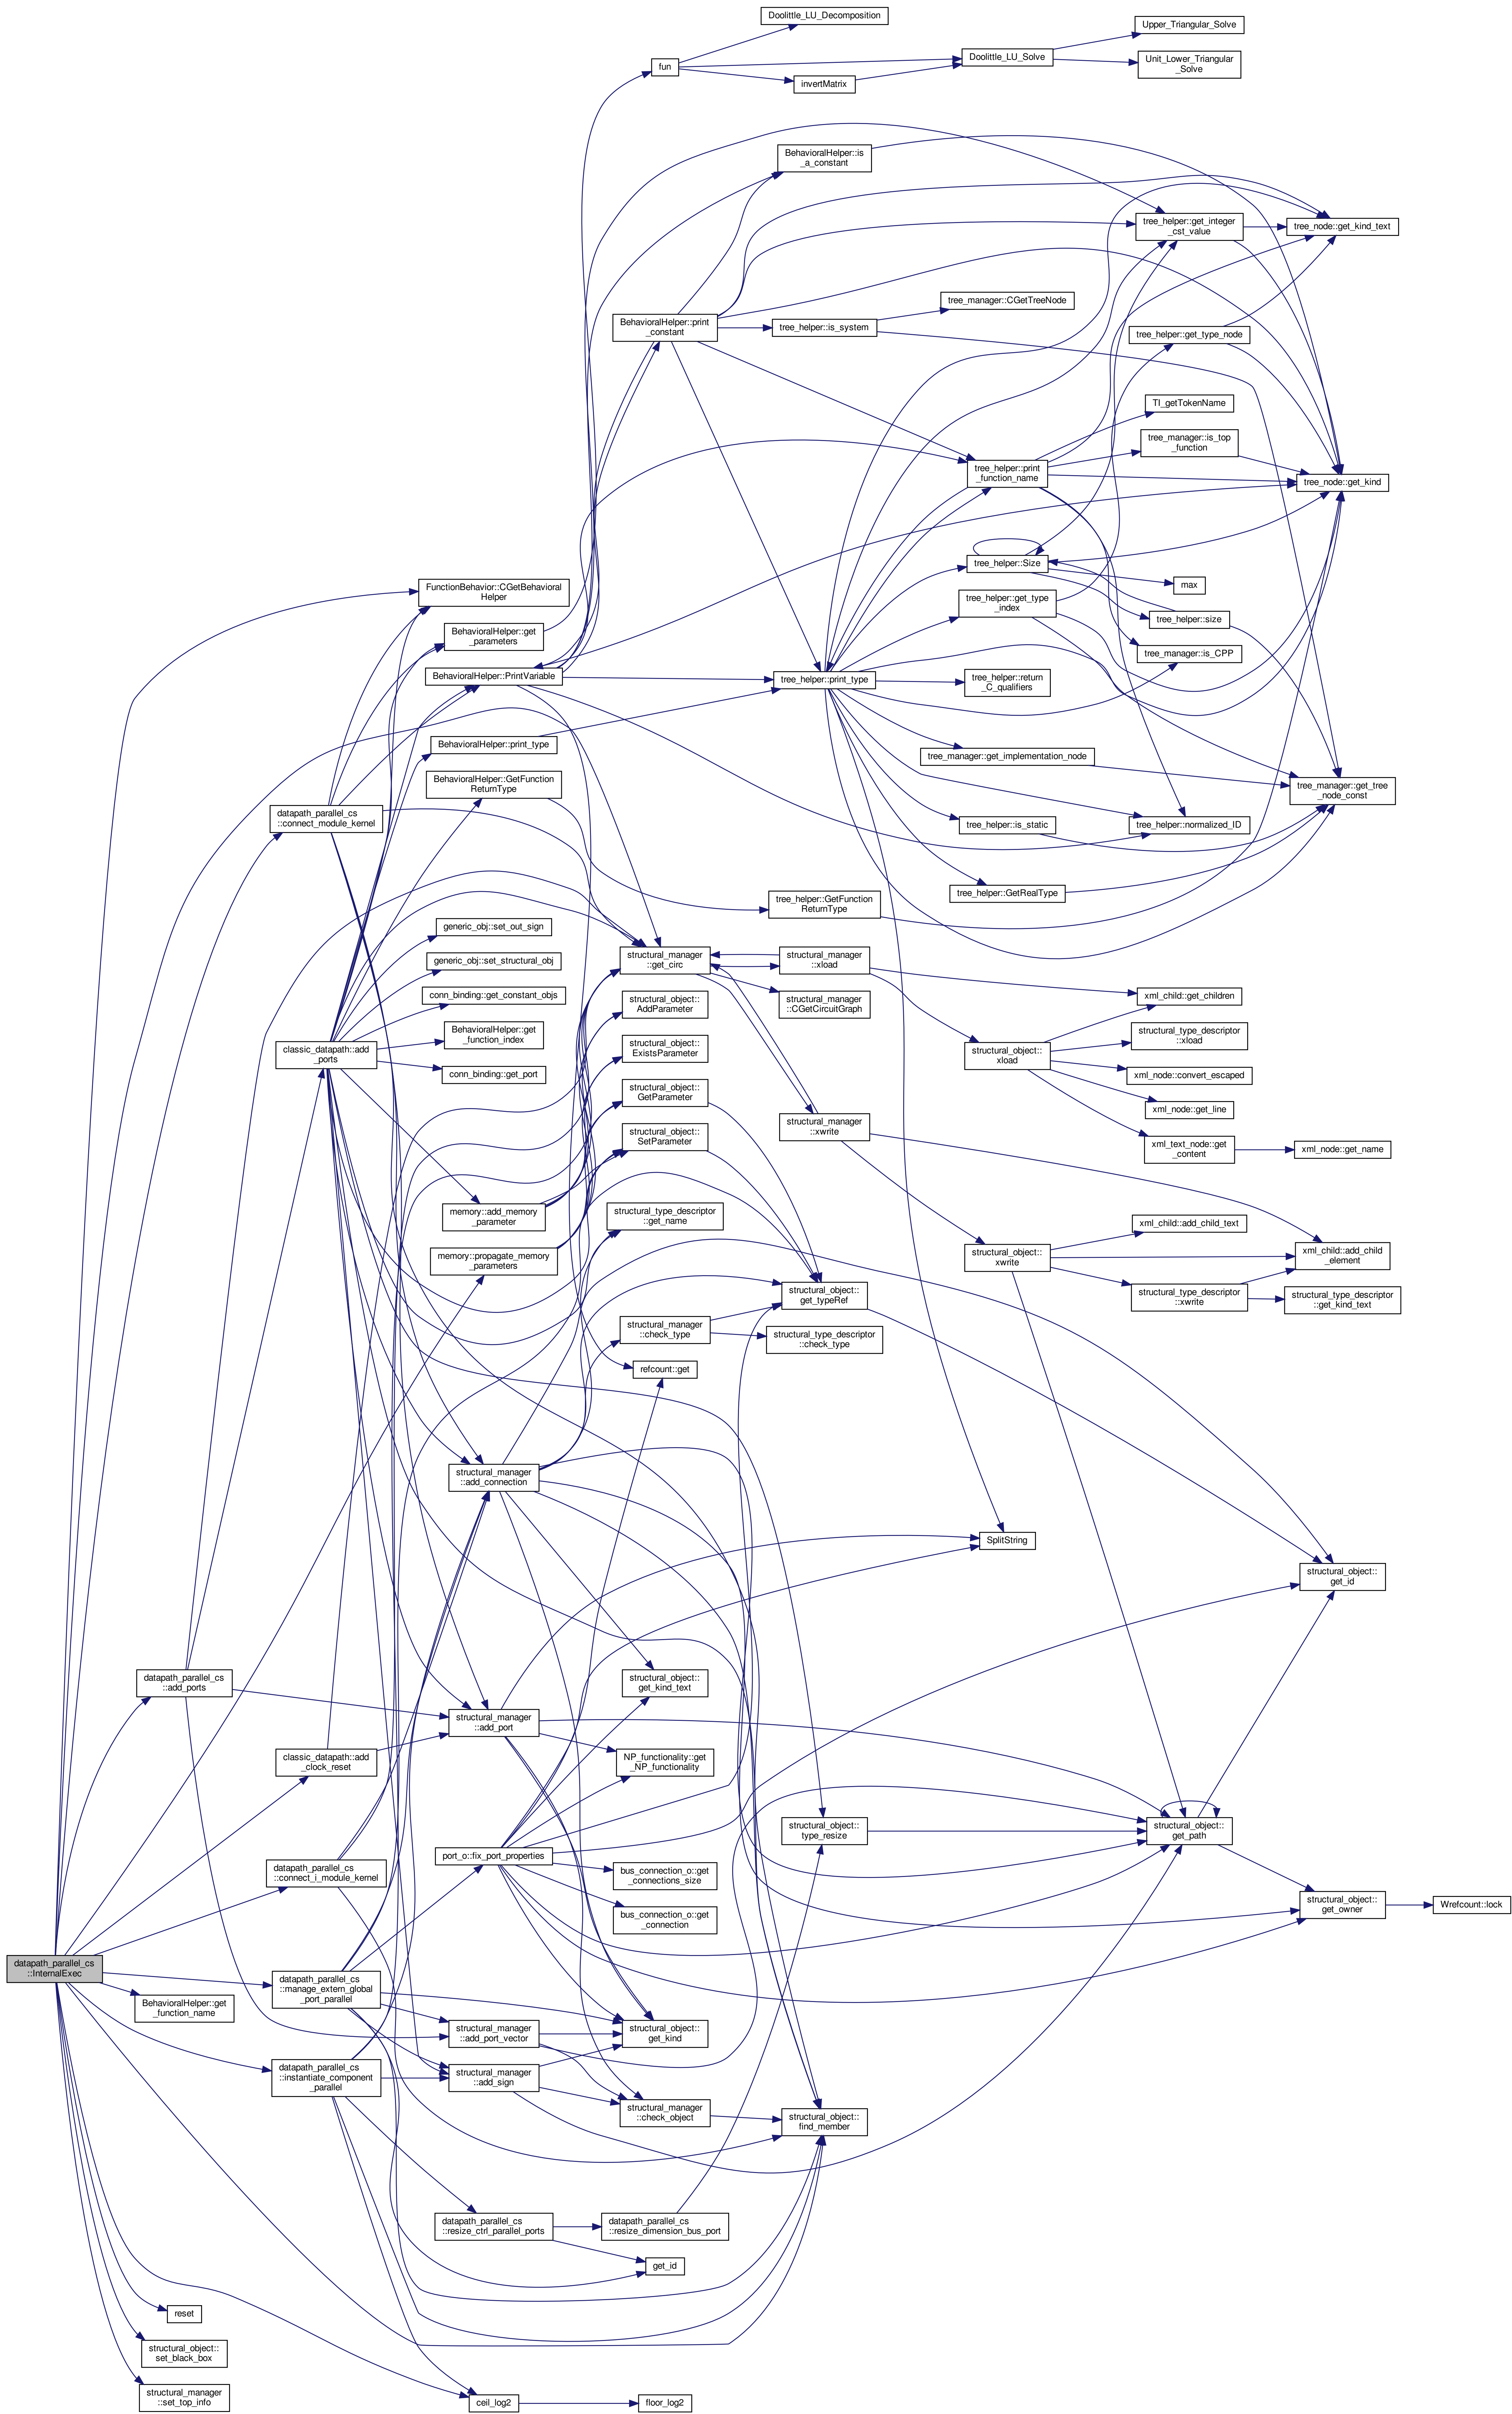 Doolittle_LU_Decomposition
Upper_Triangular_Solve
fun
Doolittle_LU_Solve
Unit_Lower_Triangular
_Solve
invertMatrix
BehavioralHelper::is
_a_constant
tree_helper::get_integer
_cst_value
tree_node::get_kind_text
tree_manager::CGetTreeNode
BehavioralHelper::print
_constant
tree_helper::is_system
tree_helper::get_type_node
TI_getTokenName
tree_manager::is_top
_function
tree_helper::print
_function_name
tree_node::get_kind
tree_helper::Size
max
FunctionBehavior::CGetBehavioral
Helper
tree_helper::get_type
_index
tree_helper::size
BehavioralHelper::get
_parameters
tree_manager::is_CPP
BehavioralHelper::PrintVariable
tree_helper::print_type
tree_helper::return
_C_qualifiers
BehavioralHelper::print_type
tree_manager::get_implementation_node
BehavioralHelper::GetFunction
ReturnType
tree_manager::get_tree
_node_const
datapath_parallel_cs
::connect_module_kernel
tree_helper::is_static
tree_helper::normalized_ID
tree_helper::GetRealType
tree_helper::GetFunction
ReturnType
generic_obj::set_out_sign
generic_obj::set_structural_obj
structural_manager
::get_circ
structural_manager
::xload
conn_binding::get_constant_objs
structural_object::
AddParameter
structural_manager
::CGetCircuitGraph
xml_child::get_children
BehavioralHelper::get
_function_index
structural_type_descriptor
::xload
classic_datapath::add
_ports
structural_object::
ExistsParameter
structural_object::
xload
conn_binding::get_port
xml_node::convert_escaped
structural_object::
GetParameter
xml_node::get_line
structural_object::
SetParameter
structural_manager
::xwrite
xml_text_node::get
_content
xml_node::get_name
memory::add_memory
_parameter
structural_type_descriptor
::get_name
xml_child::add_child_text
memory::propagate_memory
_parameters
structural_object::
xwrite
xml_child::add_child
_element
structural_object::
get_typeRef
structural_type_descriptor
::xwrite
structural_type_descriptor
::get_kind_text
structural_manager
::check_type
structural_type_descriptor
::check_type
refcount::get
structural_manager
::add_connection
SplitString
structural_object::
get_id
datapath_parallel_cs
::add_ports
structural_object::
get_kind_text
structural_manager
::add_port
classic_datapath::add
_clock_reset
NP_functionality::get
_NP_functionality
structural_object::
type_resize
structural_object::
get_path
port_o::fix_port_properties
datapath_parallel_cs
::connect_i_module_kernel
bus_connection_o::get
_connections_size
structural_object::
get_owner
Wrefcount::lock
bus_connection_o::get
_connection
datapath_parallel_cs
::InternalExec
datapath_parallel_cs
::manage_extern_global
_port_parallel
BehavioralHelper::get
_function_name
structural_manager
::add_port_vector
structural_object::
get_kind
datapath_parallel_cs
::instantiate_component
_parallel
structural_manager
::add_sign
structural_manager
::check_object
structural_object::
find_member
datapath_parallel_cs
::resize_ctrl_parallel_ports
datapath_parallel_cs
::resize_dimension_bus_port
get_id
reset
structural_object::
set_black_box
structural_manager
::set_top_info
ceil_log2
floor_log2